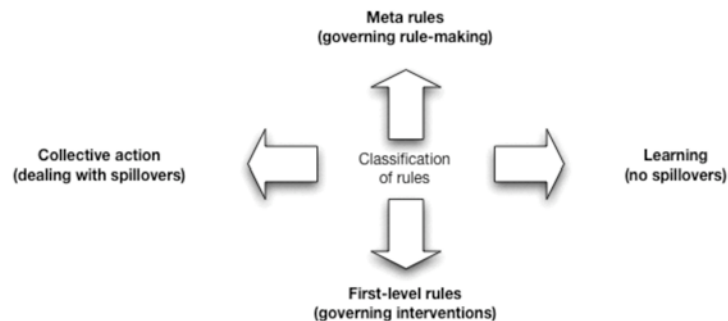 Meta rules
(governing rule-making)
Collective action
(dealing with spillovers)
Classification
of rules
Learning
(no spillovers)
First-level rules
(governing interventions)